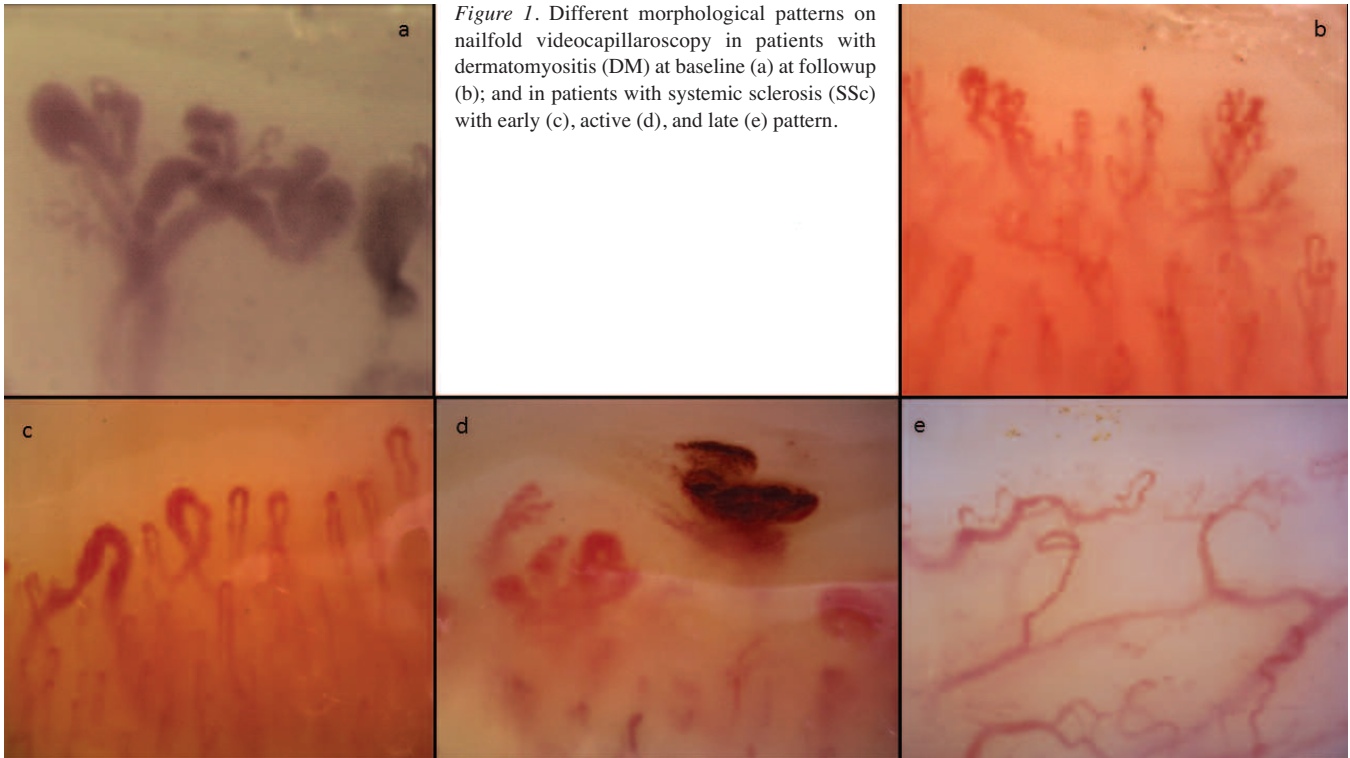 a
Figure 1. Different morphological patterns on
nailfold videocapillaroscopy in patients with
dermatomyositis (DM) at baseline (a) at followup
(b); and in patients with systemic sclerosis (SSc)
with early (c), active (d), and late (e) pattern.
b
c
d
e